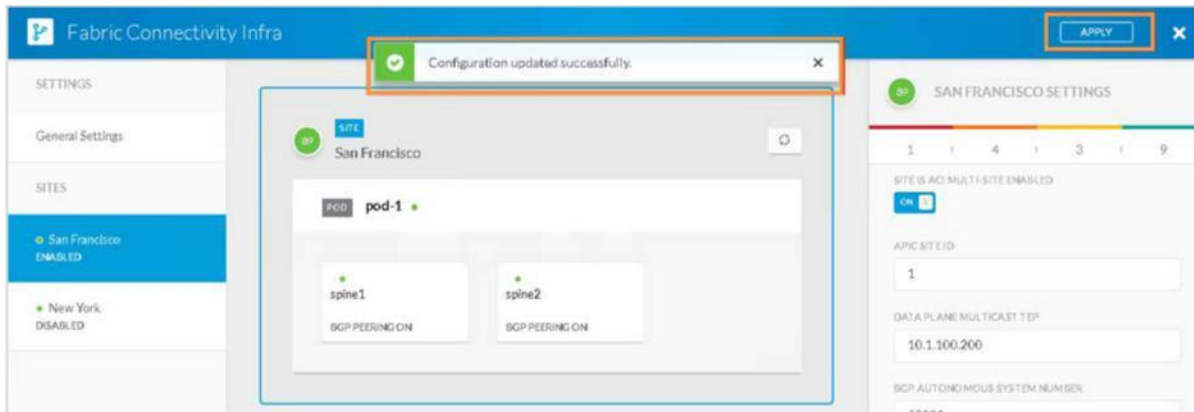 Fabric Connectivity Infra
APPLY
Configuration updated successfully.
SETTINGS
General Settings
SITES
San Francisco
ENABLED
New York
DISABLED
SITE
San Francisco
POD pod-1
spine1
BGP PEERING ON
spine2
BGP PEERING ON
SAN FRANCISCO SETTINGS
1 4 3 9
SITE IS ACI MULTI-SITE ENABLED
ON
APIC SITE ID
1
DATA PLANE MULTICAST TEP
10.1.100.200
BGP AUTONOMOUS SYSTEM NUMBER